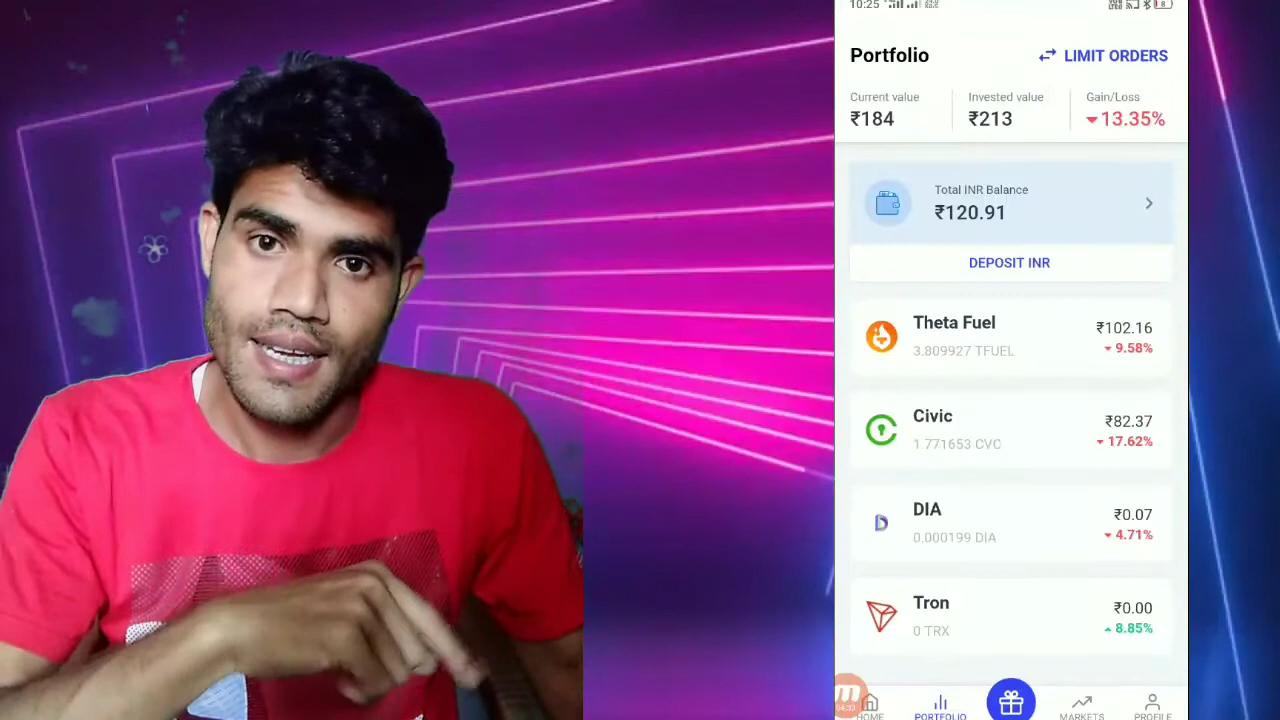 10:25
Portfolio
LIMIT ORDERS
Current value
Invested value
Gain/Loss
₹184
₹213
13.35%
Total INR Balance
₹120.91
DEPOSIT INR
Theta Fuel
₹102.16
3.809927 TFUEL
9.58%
Civic
₹82.37
1.771653 CVC
17.62%
DIA
₹0.07
0.000199 DIA
4.71%
Tron
₹0.00
0 TRX
8.85%
HOME
PORTFOLIO
MARKETS
PROFILE